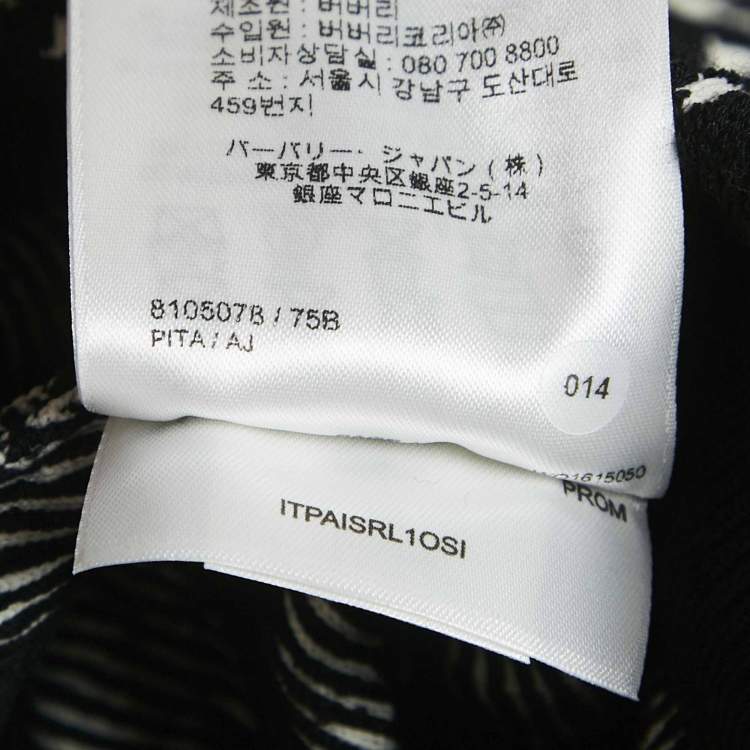 제조원 : 버버리
수입원 : 버버리코리아㈜
소비자상담실 : 080 700 8800
주 소 : 서울시 강남구 도산대로
459번지
バーバリー・ジャパン(株)
東京都中央区銀座2-5-14
銀座マロニエビル
8105078 / 75B
PITA / AJ
014
1615050
PROM
ITPAISRL1OSI